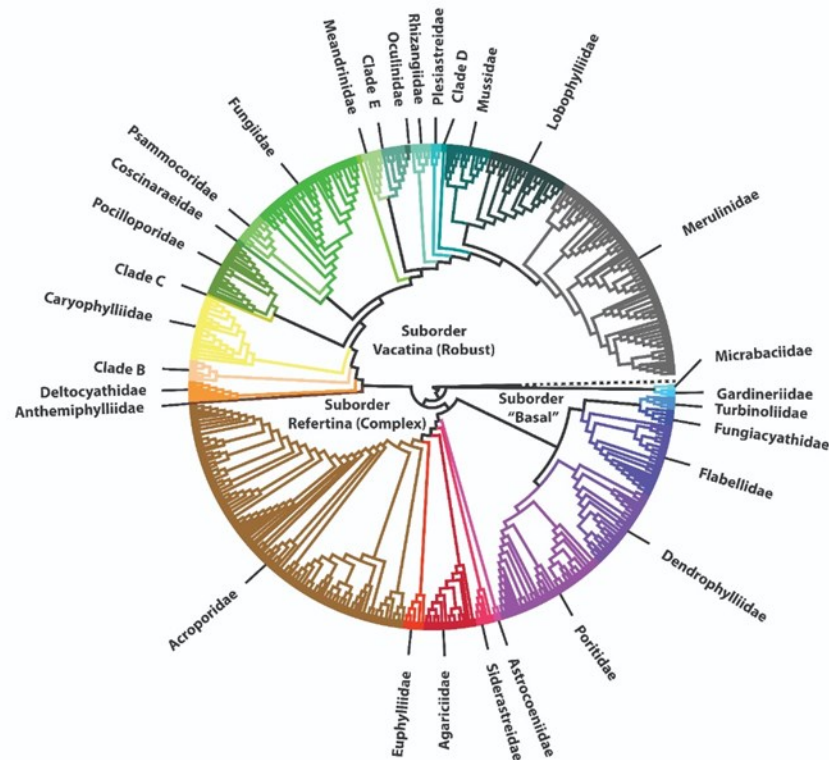 Meandrinidae
Clade E
Oculinidae
Rhizangiidae
Plesiastreidae
Clade D
Mussidae
Lobophylliidae
Merulinidae
Fungiidae
Psammocoridae
Coscinaraeidae
Pocilloporidae
Clade C
Caryophylliidae
Clade B
Deltocyathidae
Anthemiphylliidae
Suborder
Vacatina (Robust)
Suborder
Refertina (Complex)
Suborder
"Basal"
Micrabaciidae
Gardineriidae
Turbinoliidae
Fungiacyathidae
Flabellidae
Dendrophylliidae
Poritidae
Astrocoeniidae
Siderastreidae
Agariciidae
Euphylliidae
Acroporidae